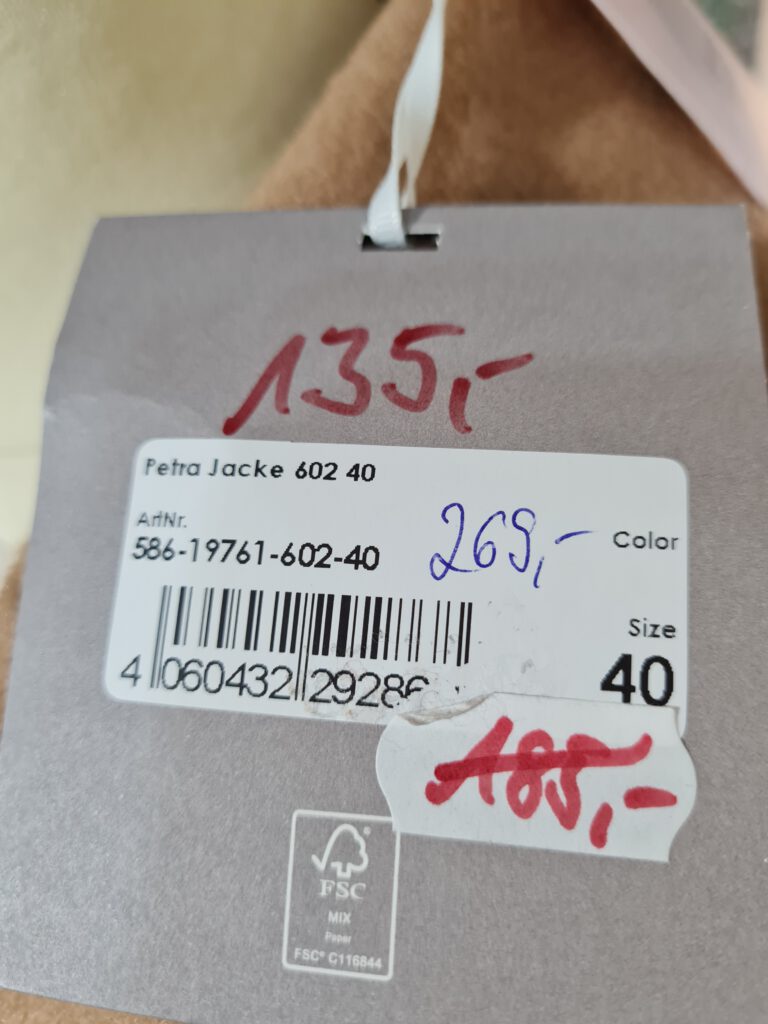 135,-
Petra Jacke 602 40
ArtNr.
586-19761-602-40
269,-
Color
Size
40
4 060432 29286
185,-
FSC®
MIX
Paper
FSC® C116844